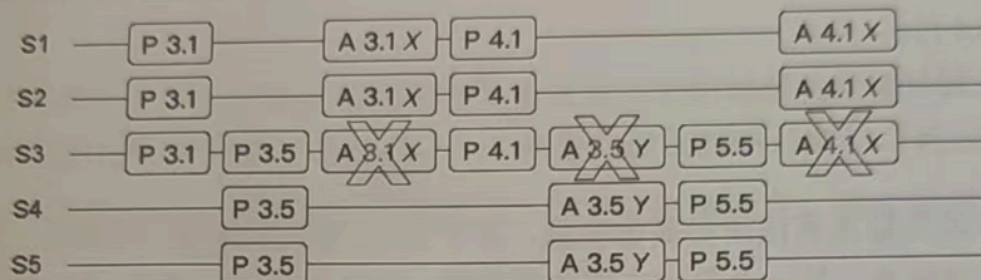 S1 P 3.1 A 3.1 X P 4.1 A 4.1 X
S2 P 3.1 A 3.1 X P 4.1 A 4.1 X
S3 P 3.1 P 3.5 A 3.1 X P 4.1 A 3.5 Y P 5.5 A 4.1 X
S4 P 3.5 A 3.5 Y P 5.5
S5 P 3.5 A 3.5 Y P 5.5